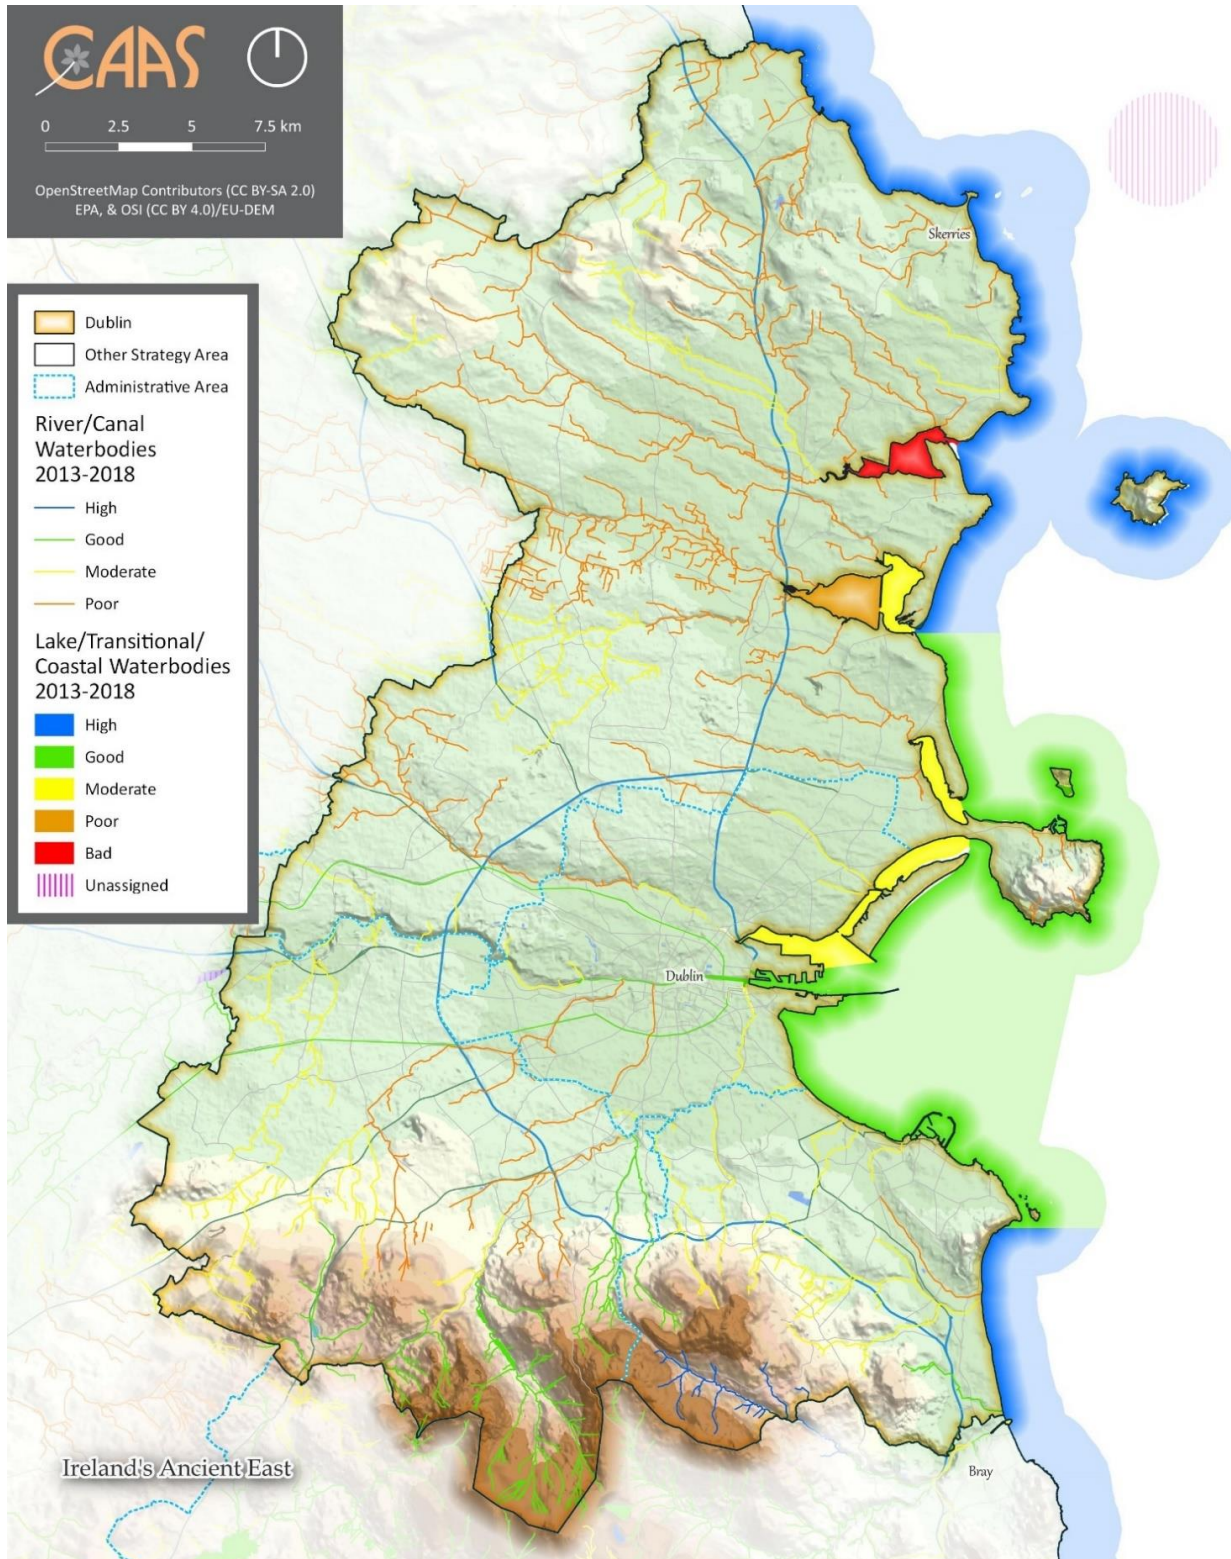 CAAS
0 2.5 5 7.5 km
OpenStreetMap Contributors (CC BY-SA 2.0)
EPA, & OSI (CC BY 4.0)/EU-DEM
Dublin
Other Strategy Area
Administrative Area
River/Canal
Waterbodies
2013-2018
High
Good
Moderate
Poor
Lake/Transitional/
Coastal Waterbodies
2013-2018
High
Good
Moderate
Poor
Bad
Unassigned
Skerries
Dublin
Ireland's Ancient East
Bray